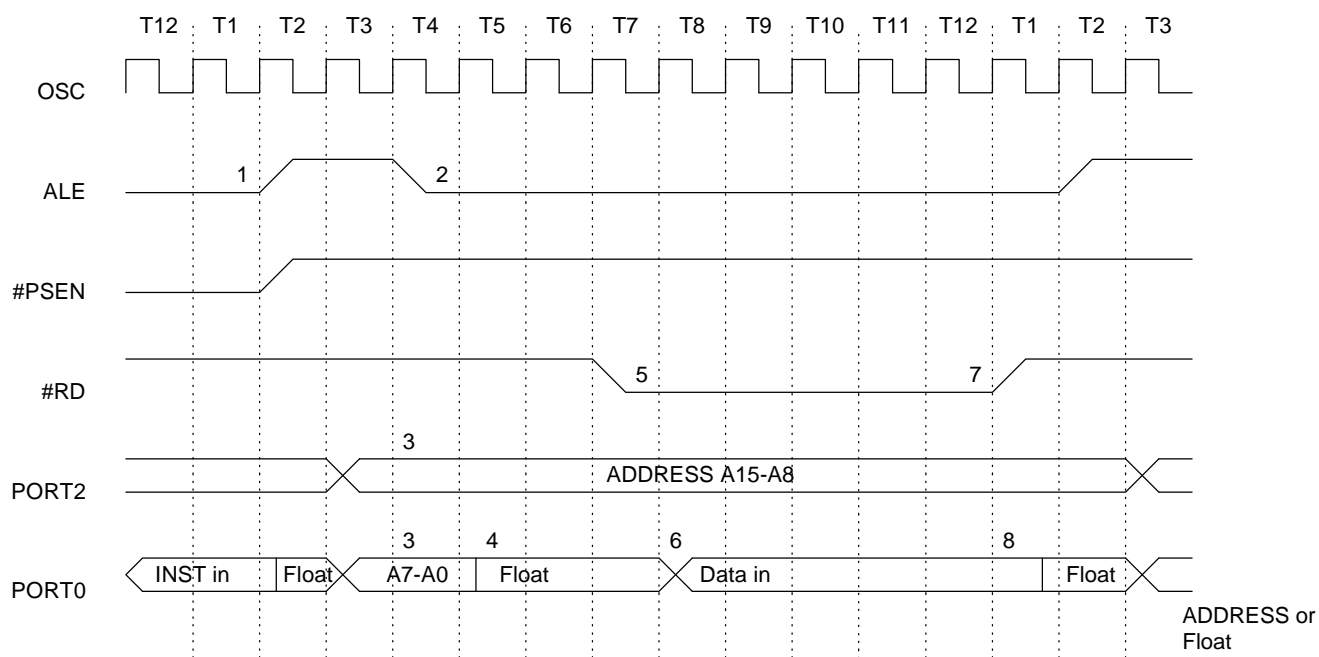 T12 T1 T2 T3 T4 T5 T6 T7 T8 T9 T10 T11 T12 T1 T2 T3
OSC
1 2
ALE
#PSEN
5 7
#RD
3
ADDRESS A15-A8
PORT2
3 4 6 8
INST in Float A7-A0 Float Data in Float
PORT0
ADDRESS or
Float